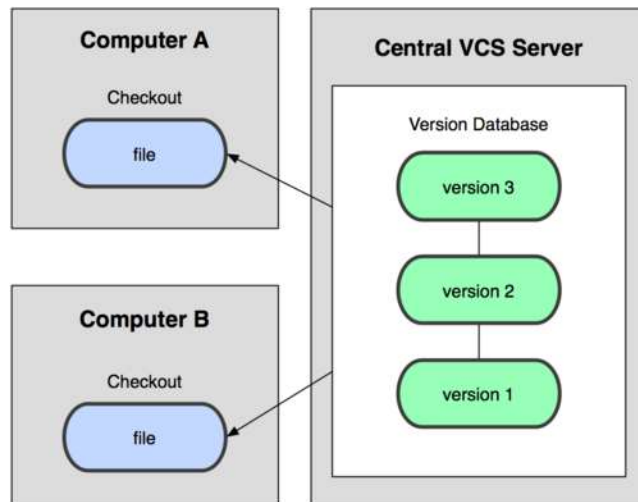 Computer A
Checkout
file
Computer B
Checkout
file
Central VCS Server
Version Database
version 3
version 2
version 1